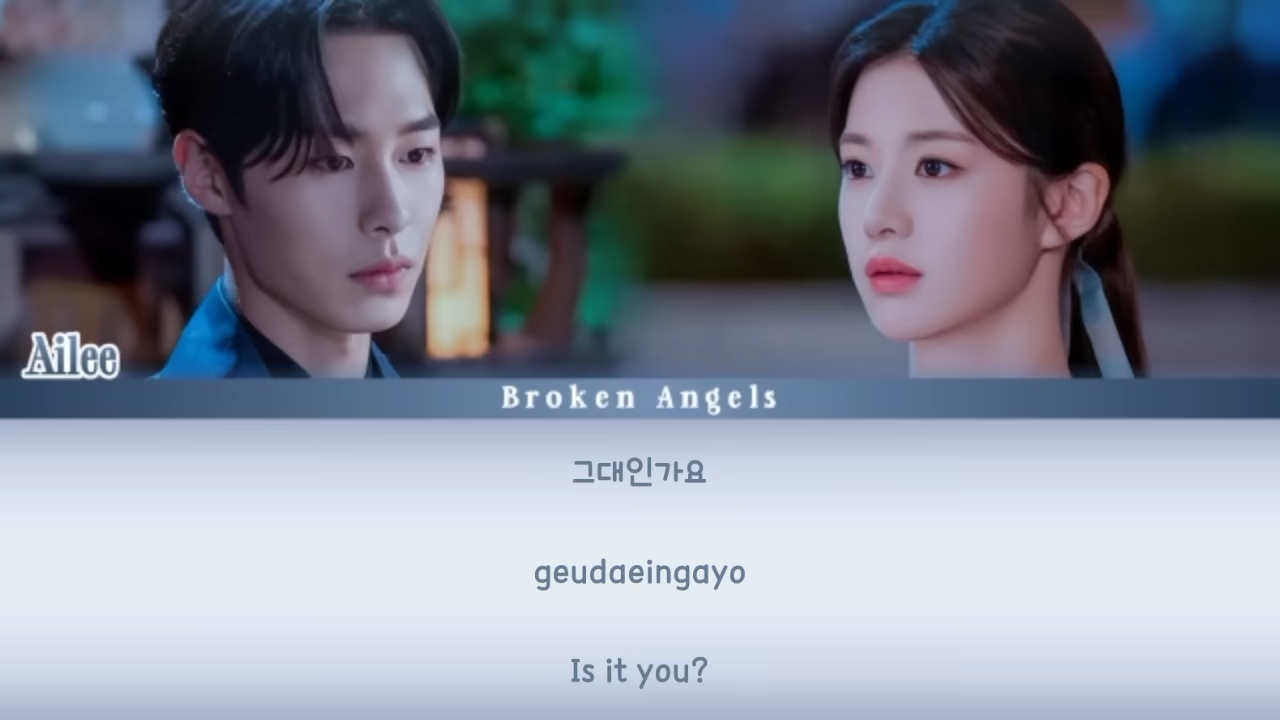 Ailee
Broken Angels
그대인가요
geudaeingayo
Is it you?